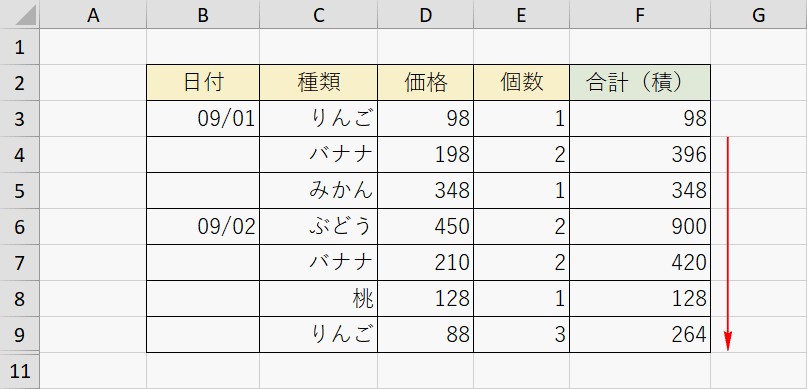 A B C D E F G
1
2 日付 種類 価格 個数 合計（積）
3 09/01 りんご 98 1 98
4 バナナ 198 2 396
5 みかん 348 1 348
6 09/02 ぶどう 450 2 900
7 バナナ 210 2 420
8 桃 128 1 128
9 りんご 88 3 264
11